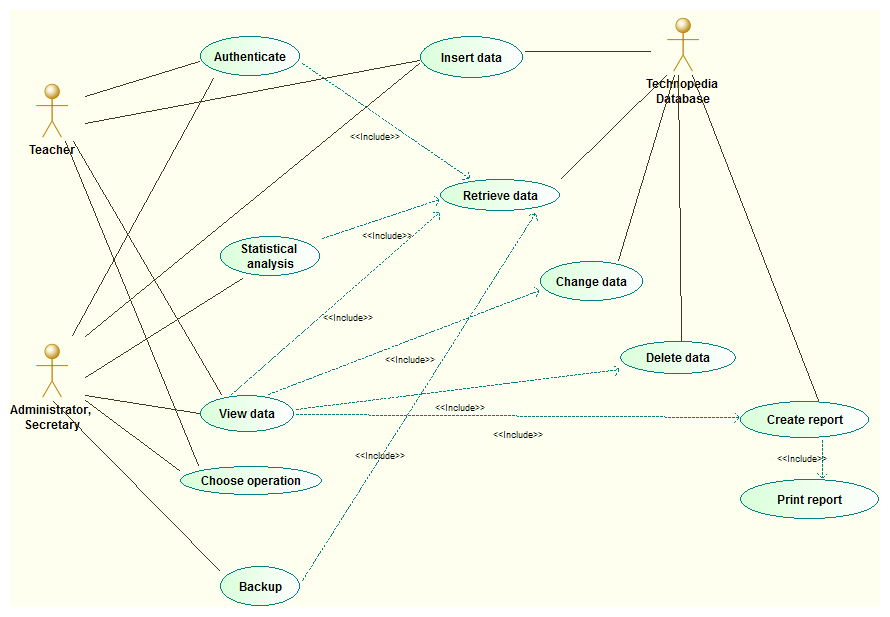 Authenticate
Insert data
Technopedia
Database
Teacher
<<Include>>
Retrieve data
Statistical
analysis
<<Include>>
Change data
<<Include>>
Delete data
<<Include>>
Administrator,
Secretary
View data
<<Include>>
Create report
<<Include>>
<<Include>>
<<Include>>
Choose operation
Print report
Backup